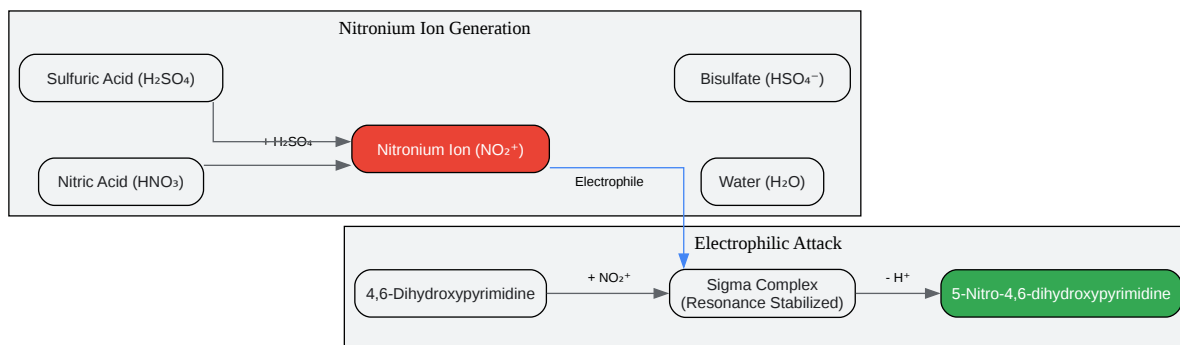 Nitronium Ion Generation
Sulfuric Acid (H₂SO₄)
Bisulfate (HSO₄⁻)
+ H₂SO₄
Nitronium Ion (NO₂⁺)
Nitric Acid (HNO₃)
Electrophile
Water (H₂O)
Electrophilic Attack
4,6-Dihydroxypyrimidine
+ NO₂⁺
Sigma Complex
(Resonance Stabilized)
- H⁺
5-Nitro-4,6-dihydroxypyrimidine